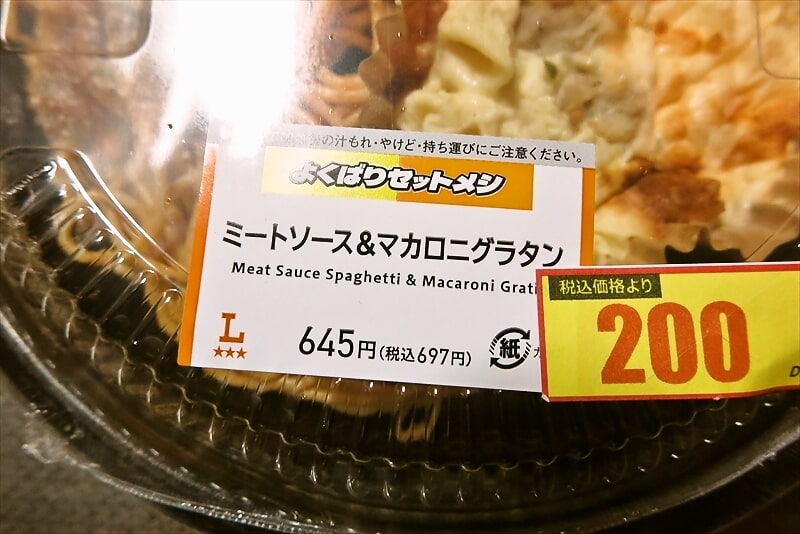 の汁もれ・やけど・持ち運びにご注意ください。
よくばりセットメシ
ミートソース&マカロニグラタン
Meat Sauce Spaghetti & Macaroni
L
★★★
645円(税込697円)
紙
税込価格より
200